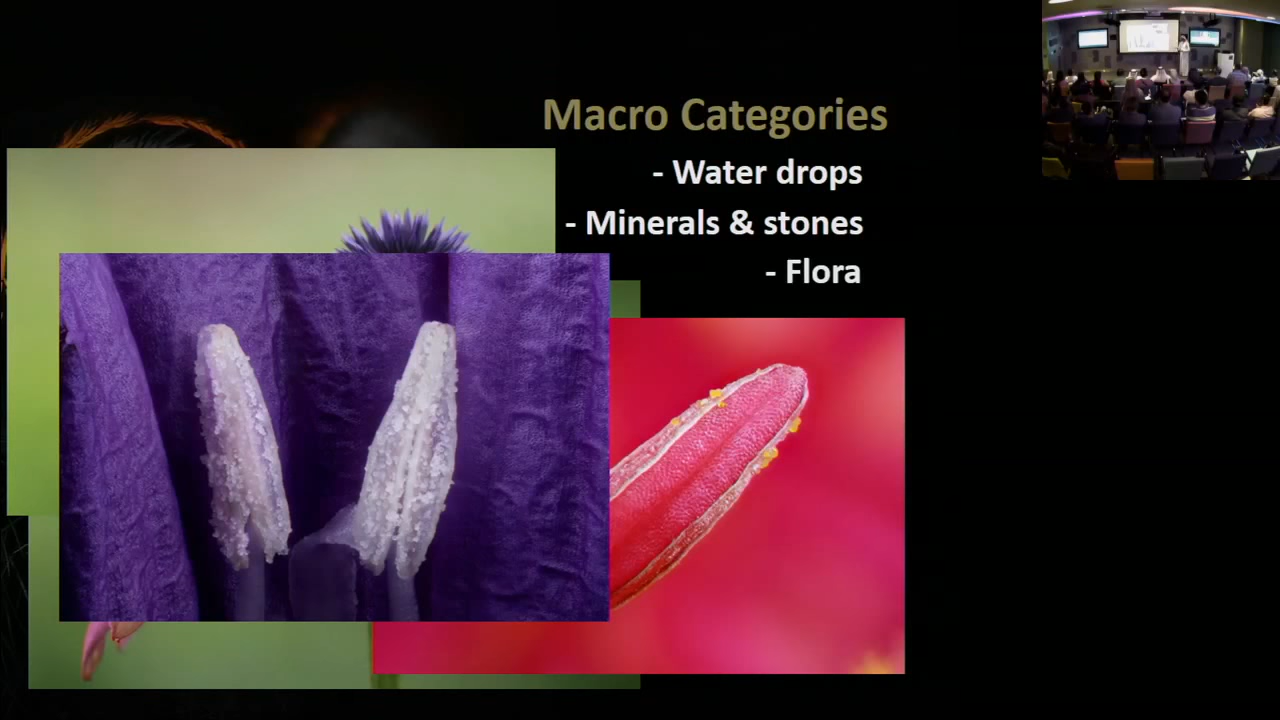 Macro Categories
- Water drops
- Minerals & stones
- Flora